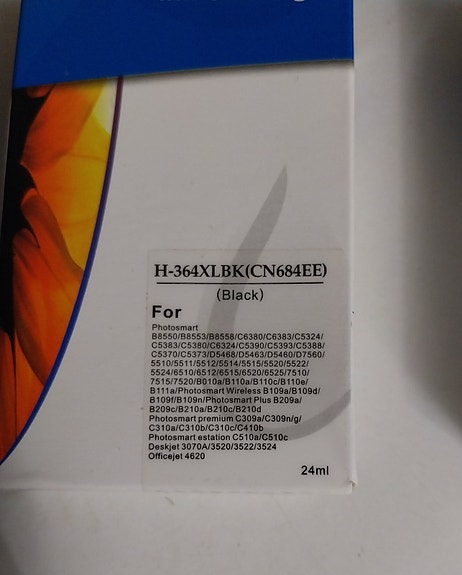 H-364XLBK(CN684EE)
(Black)
For
Photosmart
B8550/B8553/B8558/C6380/C6383/C5324/
C5383/C5380/C6324/C5390/C5393/C5388/
C5370/C5373/D5468/D5463/D5460/D7560/
5510/5511/5512/5514/5515/5520/5522/
5524/6510/6512/6515/6520/6525/7510/
7515/7520/B010a/B110a/B110c/B110e/
B111a/Photosmart Wireless B109a/B109d/
B109f/B109n/Photosmart Plus B209a/
B209c/B210a/B210c/B210d
Photosmart premium C309a/C309n/g/
C310a/C310b/C310c/C410b
Photosmart estation C510a/C510c
Deskjet 3070A/3520/3522/3524
Officejet 4620
24ml